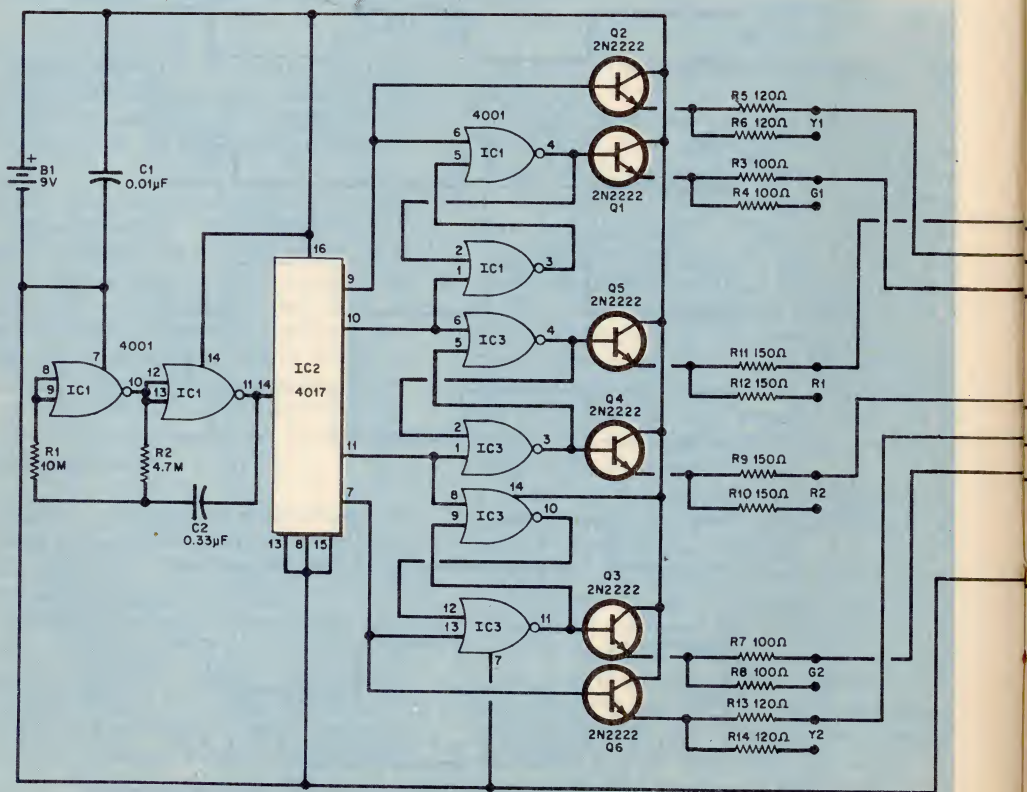 Q2
2N2222
R5 120Ω
Y1
R6 120Ω
4001
6
5
IC1
4
2N2222
Q1
R3 100Ω
G1
R4 100Ω
+
B1
9V
C1
0.01µF
2
1
IC1
3
16
9
10
Q5
2N2222
6
5
IC3
4
R11 150Ω
R12 150Ω
R1
4001
7
8
9
IC1
10
12
13
14
IC1
11
14
IC2
4017
Q4
2N2222
2
1
IC3
3
R1
10M
R2
4.7M
11
R9 150Ω
R10 150Ω
R2
C2
0.33µF
7
8
9
14
IC3
10
13
8
15
Q3
2N2222
12
13
IC3
11
7
R7 100Ω
R8 100Ω
G2
2N2222
Q6
R13 120Ω
Y2
R14 120Ω